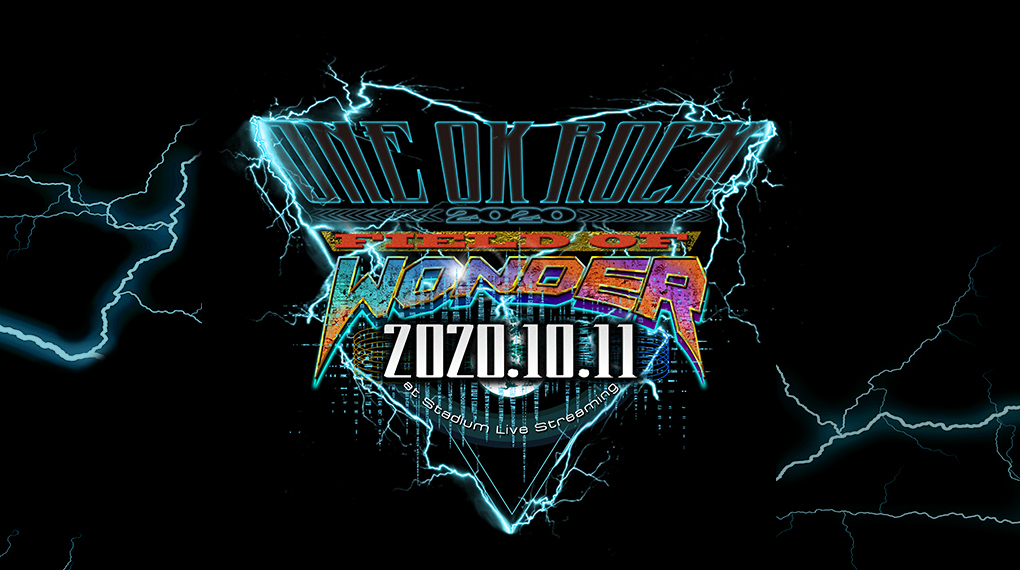 ONE OK ROCK
2020
FIELD OF
WONDER
2020.10.11
at Stadium Live Streaming